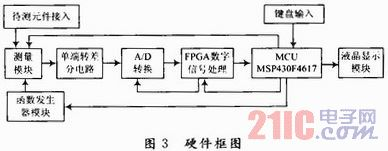 待测元件接入
键盘输入
测量
模块
单端转差
分电路
A/D
转换
FPGA数字
信号处理
MCU
MSP430F4617
液晶显示模块
函数发生
器模块
21IC电子网
.com
图 3 硬件框图